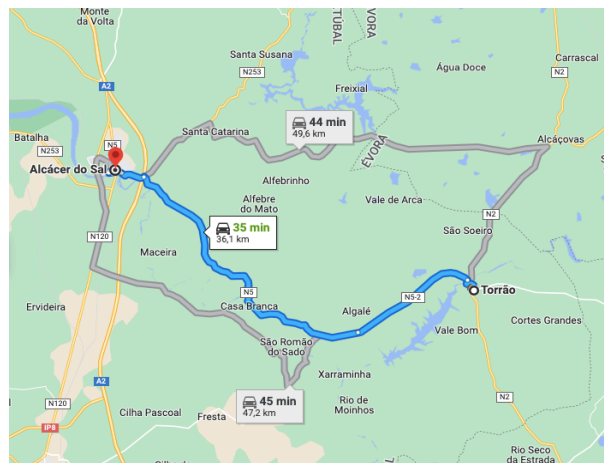 Monte
da Volta
TÚBAL
ÉVORA
Carrascal
Santa Susana
N253
N2
Água Doce
A2
Freixial
44 min
49,6 km
Santa Catarina
Batalha
N5
N253
Alcácer do Sal
ÉVORA
Alcáçovas
Alfebrinho
Alfebre
do Mato
Vale de Arca
N2
35 min
36,1 km
São Soeiro
N120
Maceira
N5
Torrão
N5-2
Casa Branca
Ervideira
Algalé
Vale Bom
Cortes Grandes
São Romão
do Sado
Xarraminha
A2
45 min
47,2 km
Rio de
Moinhos
N120
Cilha Pascoal
Fresta
N2
IP8
Rio Seco
da Estrada